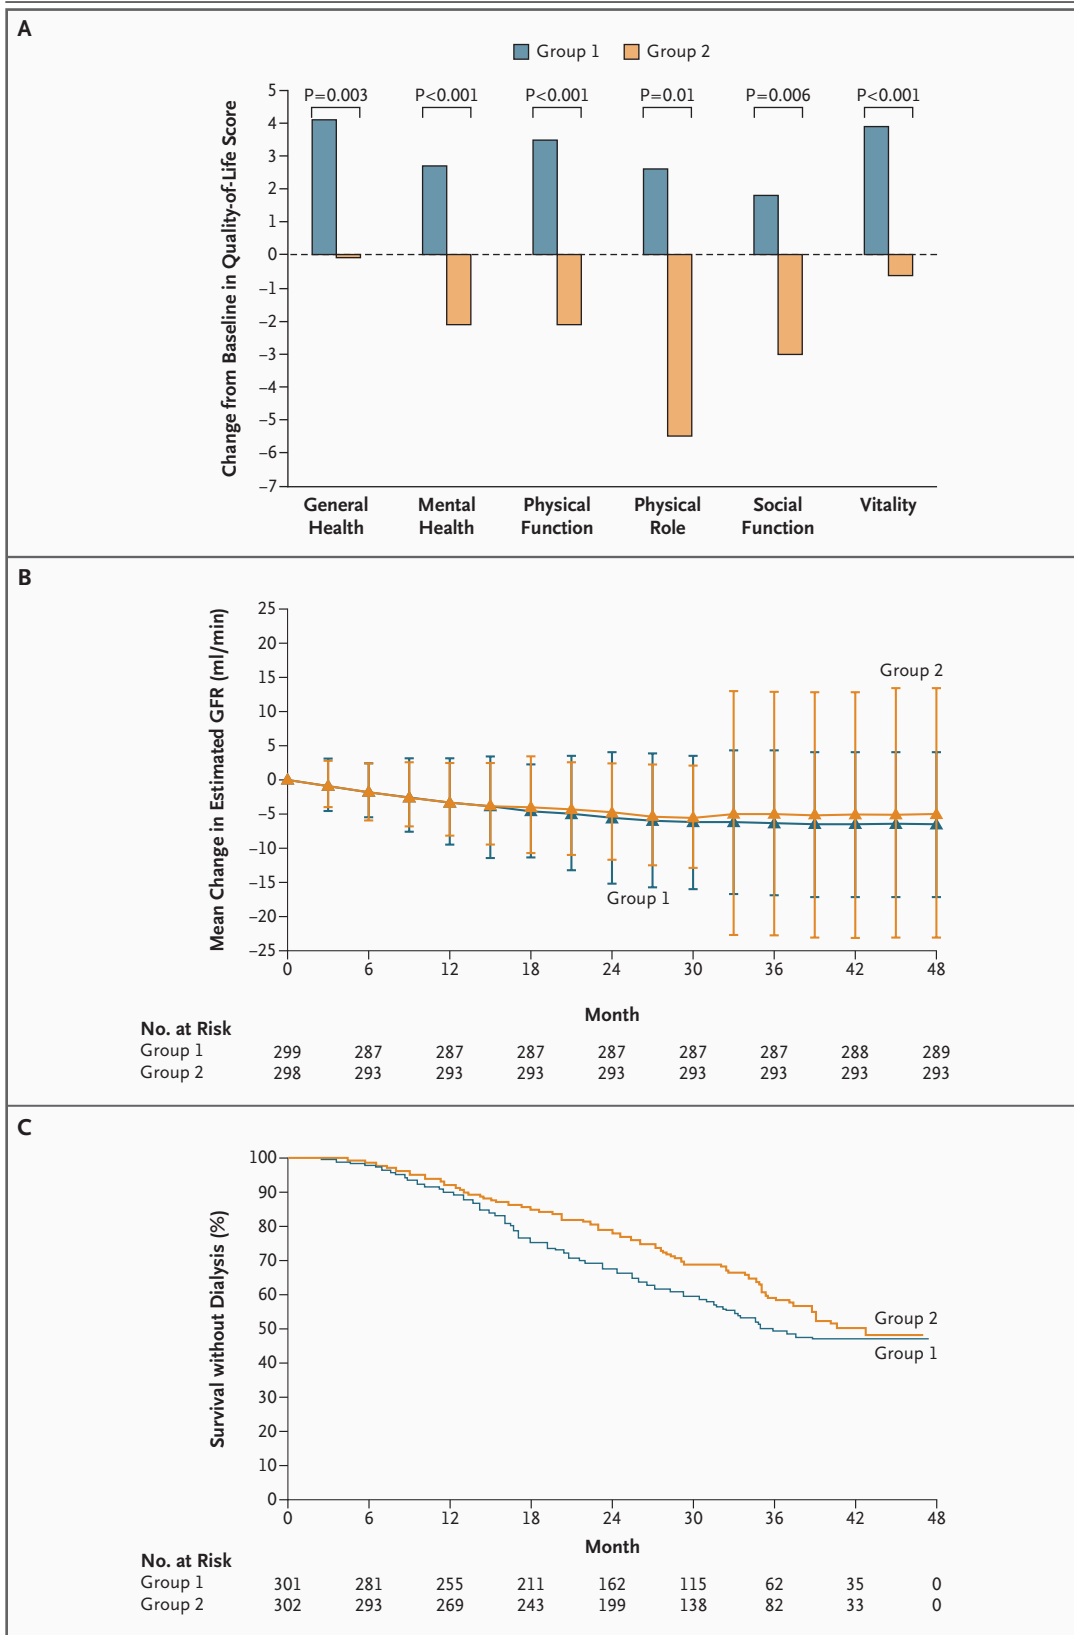 A
Group 1 Group 2
Change from Baseline in Quality-of-Life Score
5
4
3
2
1
0
–1
–2
–3
–4
–5
–6
–7
P=0.003 P<0.001 P<0.001 P=0.01 P=0.006 P<0.001
General Mental Physical Physical Social Vitality
Health Health Function Role Function
B
Mean Change in Estimated GFR (ml/min)
25
20
15
10
5
0
–5
–10
–15
–20
–25
Group 2
Group 1
0 6 12 18 24 30 36 42 48
Month
No. at Risk
Group 1 299 287 287 287 287 287 287 288 289
Group 2 298 293 293 293 293 293 293 293 293
C
Survival without Dialysis (%)
100
90
80
70
60
50
40
30
20
10
0
Group 2
Group 1
0 6 12 18 24 30 36 42 48
Month
No. at Risk
Group 1 301 281 255 211 162 115 62 35 0
Group 2 302 293 269 243 199 138 82 33 0